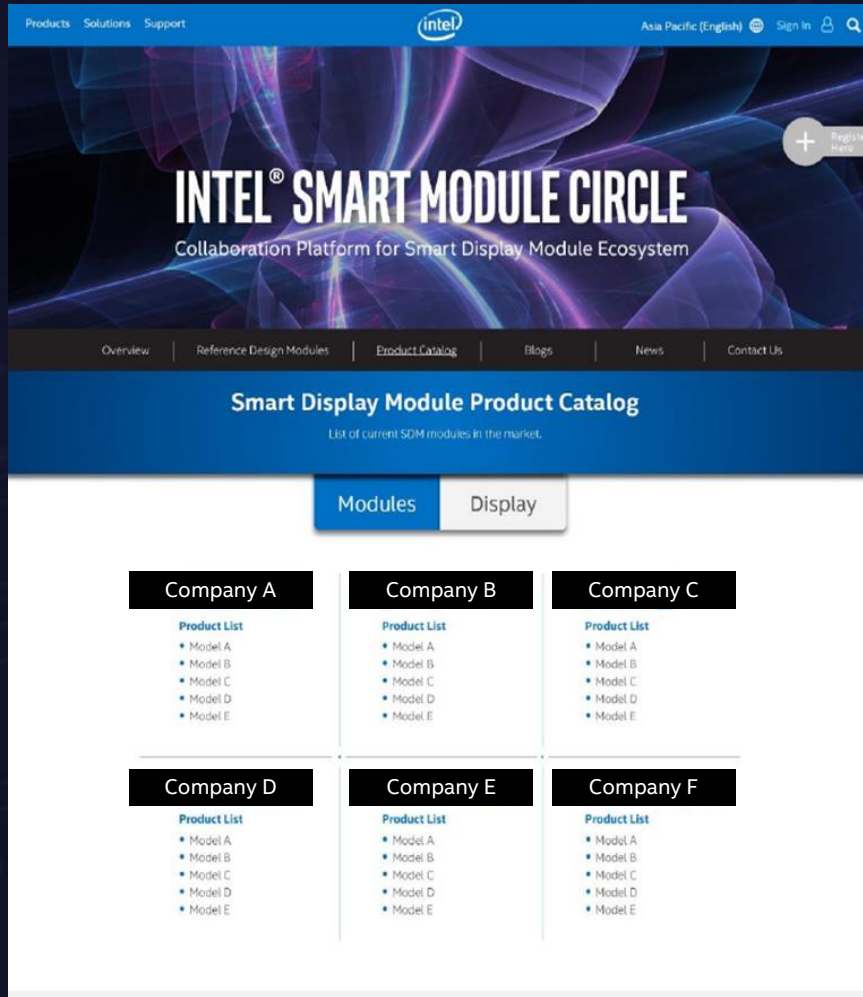 Products Solutions Support
intel
Asia Pacific (English) Sign In
Register
Here
INTEL® SMART MODULE CIRCLE
Collaboration Platform for Smart Display Module Ecosystem
Overview Reference Design Modules Product Catalog Blogs News Contact Us
Smart Display Module Product Catalog
List of current SDM modules in the market.
Modules Display
Company A
Product List
Model A
Model B
Model C
Model D
Model E
Company B
Product List
Model A
Model B
Model C
Model D
Model E
Company C
Product List
Model A
Model B
Model C
Model D
Model E
Company D
Product List
Model A
Model B
Model C
Model D
Model E
Company E
Product List
Model A
Model B
Model C
Model D
Model E
Company F
Product List
Model A
Model B
Model C
Model D
Model E